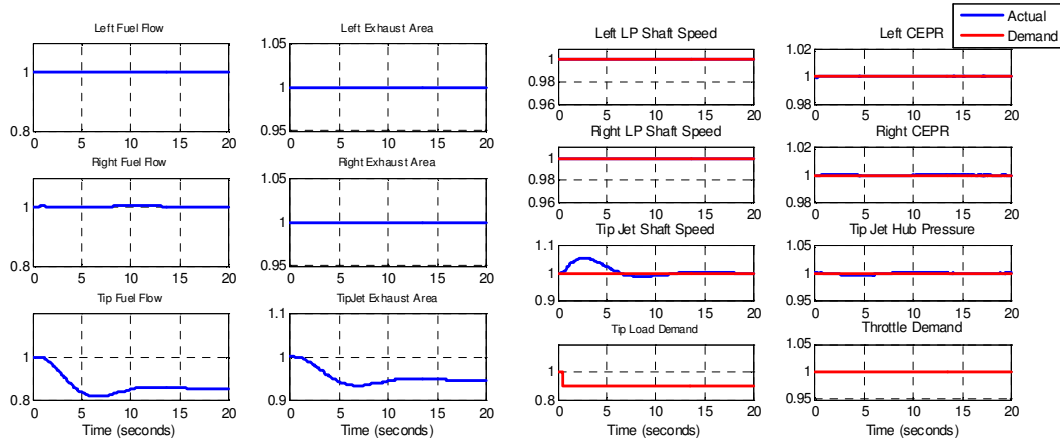 Left Fuel Flow
1
0.8
0 5 10 15 20
Left Exhaust Area
1.05
1
0.95
0 5 10 15 20
Left LP Shaft Speed
1
0.98
0.96
0 5 10 15 20
Left CEPR
1.02
1
0.98
0 5 10 15 20
Actual
Demand
Right Fuel Flow
1
0.8
0 5 10 15 20
Right Exhaust Area
1.05
1
0.95
0 5 10 15 20
Right LP Shaft Speed
1
0.98
0.96
0 5 10 15 20
Right CEPR
1.02
1
0.98
0 5 10 15 20
Tip Fuel Flow
1
0.8
0 5 10 15 20
Time (seconds)
TipJet Exhaust Area
1.1
1
0.9
0 5 10 15 20
Time (seconds)
Tip Jet Shaft Speed
1.1
1
0.9
0 5 10 15 20
Tip Jet Hub Pressure
1.05
1
0.95
0 5 10 15 20
Tip Load Demand
1
0.8
0 5 10 15 20
Time (seconds)
Throttle Demand
1.05
1
0.95
0 5 10 15 20
Time (seconds)